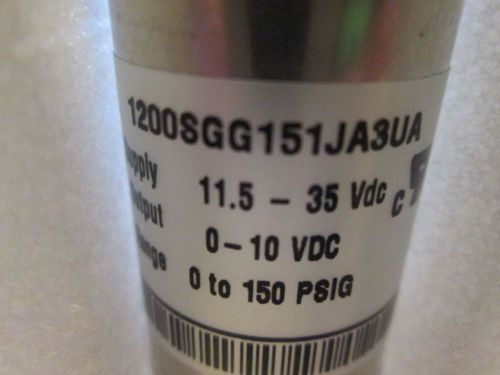 1200SGG151JA3UA
upply 11.5 - 35 Vdc c
utput 0-10 VDC
ange 0 to 150 PSIG